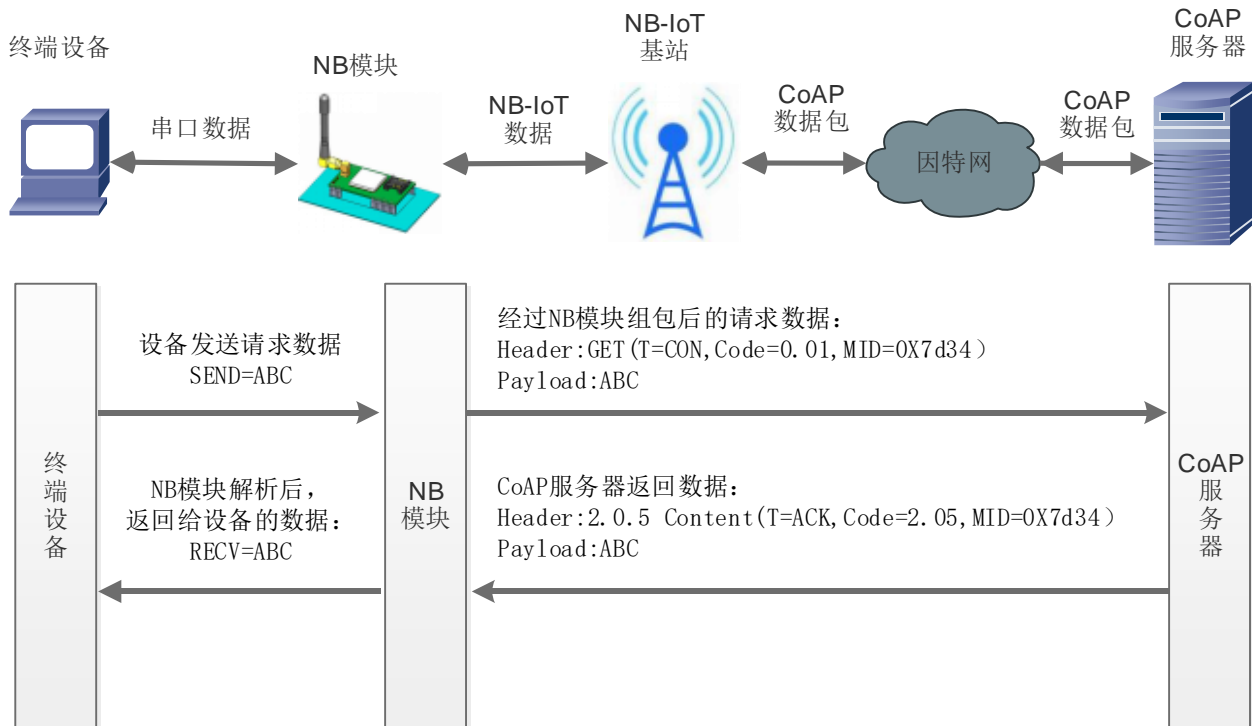 终端设备
NB模块
NB-IoT
基站
CoAP
服务器
串口数据
NB-IoT
数据
CoAP
数据包
因特网
CoAP
数据包
设备发送请求数据
SEND=ABC
经过NB模块组包后的请求数据:
Header:GET(T=CON,Code=0.01,MID=0X7d34)
Payload:ABC
终端设备
NB模块解析后,
返回给设备的数据:
RECV=ABC
NB
模块
CoAP服务器返回数据:
Header:2.0.5 Content(T=ACK,Code=2.05,MID=0X7d34)
Payload:ABC
CoAP
服务器